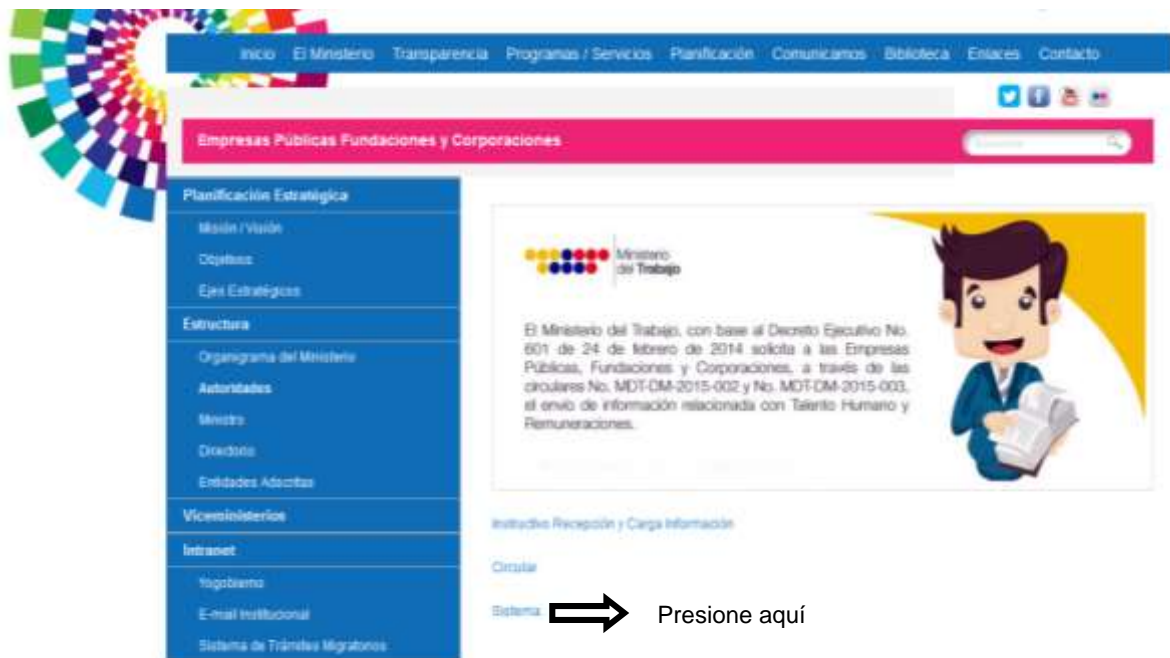 Inicio El Ministerio Transparencia Programas / Servicios Planificación Comunicamos Biblioteca Enlaces Contacto
Empresas Públicas Fundaciones y Corporaciones
Planificación Estratégica
Misión / Visión
Objetivos
Ejes Estratégicos
Estructura
Organigrama del Ministerio
Autoridades
Ministro
Directorio
Entidades Adscritas
Viceministerios
Intranet
Yogobierno
E-mail Institucional
Sistema de Trámites Migratorios
Ministerio
del Trabajo
El Ministerio del Trabajo, con base al Decreto Ejecutivo No.
601 de 24 de febrero de 2014 solicita a las Empresas
Públicas, Fundaciones y Corporaciones, a través de las
circulares No. MDT-DM-2015-002 y No. MDT-DM-2015-003,
el envío de información relacionada con Talento Humano y
Remuneraciones.
Instructivo Recepción y Carga Información
Circular
Sistema Presione aquí